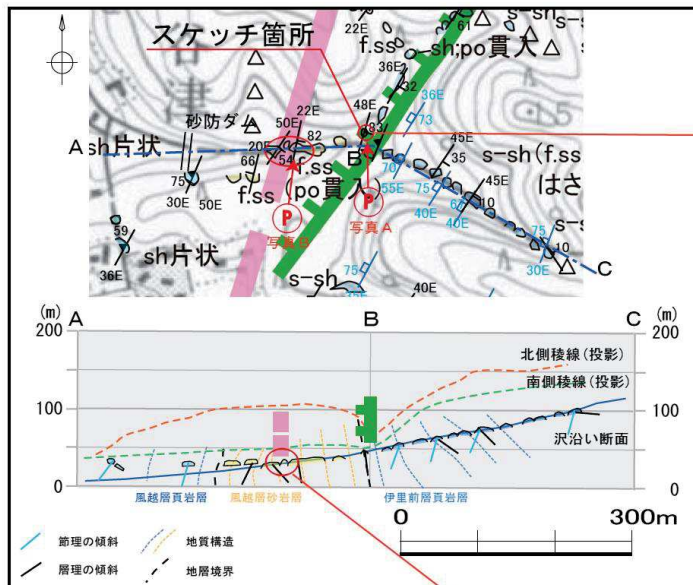 スケッチ箇所
22E
f.ss
61
s-s
sh;po貫入
36E
32
36E
73
津
砂防ダム
50E
22E
82
48E
83
A
sh片状
20E
54
66
f.ss
B
70
55E
45E
35
s-sh(f.ss
75
30E
50E
f.ss
(po貫入
75
40E
45E
10
はさ
P
写真B
P
写真A
40E
75
10
s-s
59
36E
sh片状
s-sh
75
30E
40E
C
(m)
A
B
C
(m)
200
200
北側稜線(投影)
南側稜線(投影)
100
100
沢沿い断面
0
0
風越層頁岩層
風越層砂岩層
伊里前層頁岩層
0
300m
節理の傾斜
地質構造
層理の傾斜
地層境界